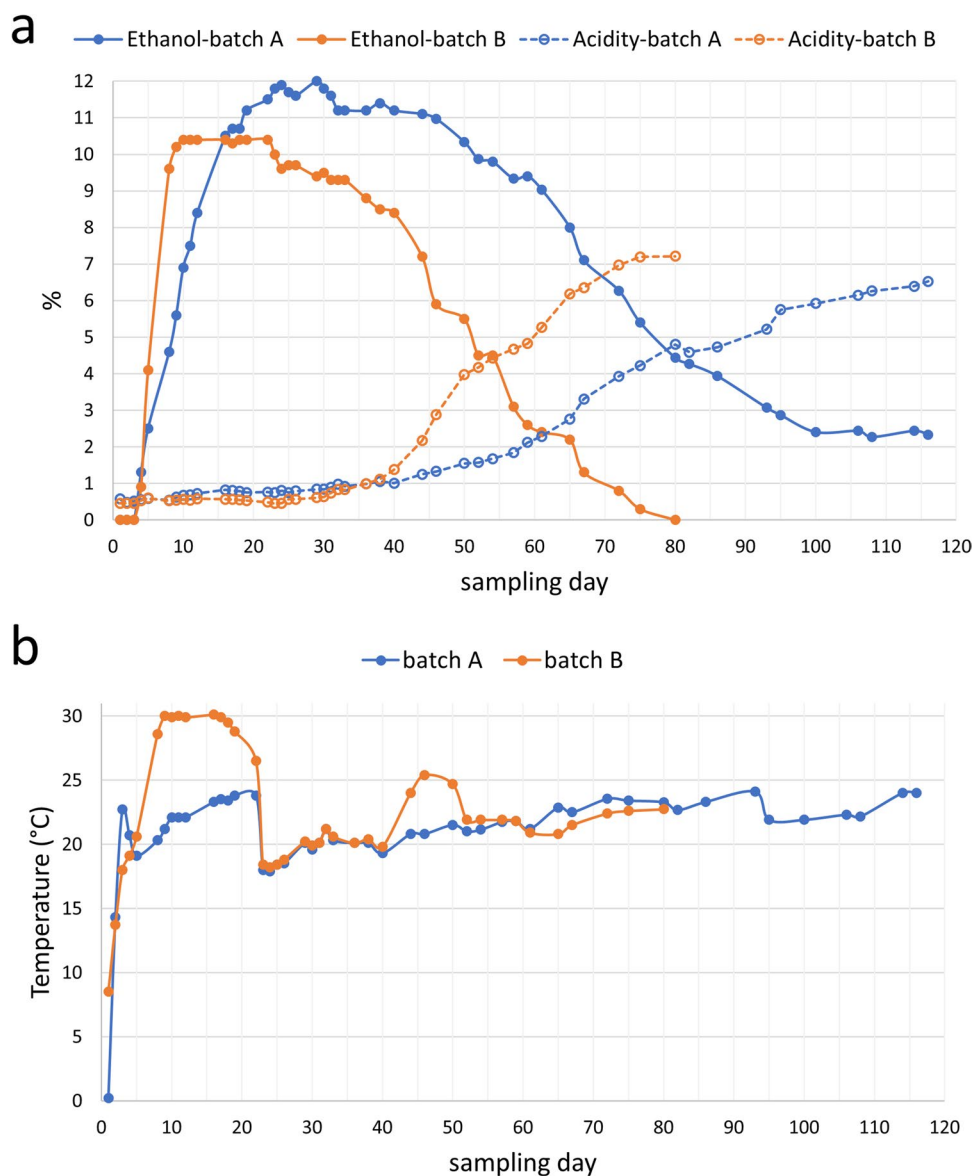 a
Ethanol-batch A Ethanol-batch B Acidity-batch A Acidity-batch B
12
11
10
9
8
7
6
5
4
3
2
1
0
%
0 10 20 30 40 50 60 70 80 90 100 110 120
sampling day
b
batch A batch B
30
25
20
15
10
5
0
Temperature (°C)
0 10 20 30 40 50 60 70 80 90 100 110 120
sampling day